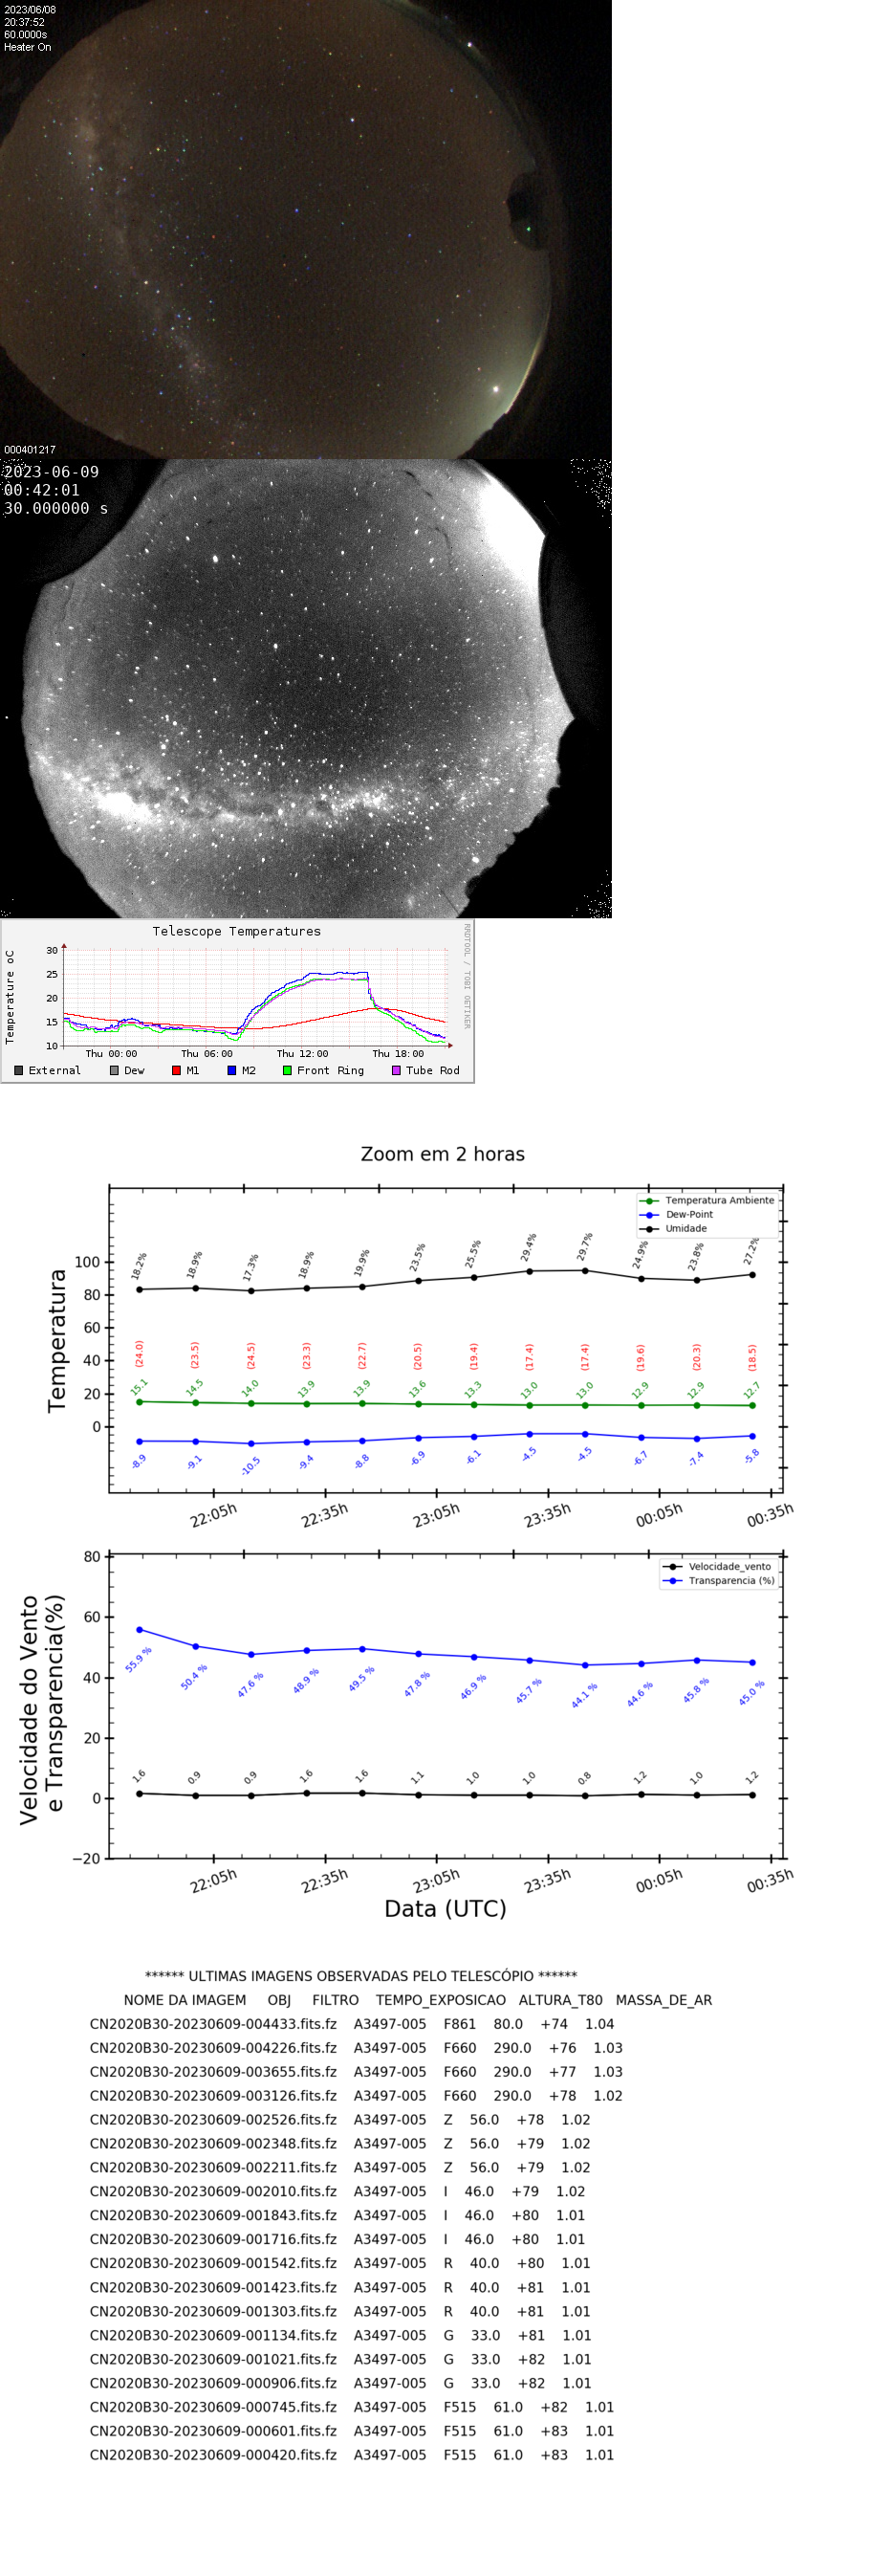 2023/06/08
20:37:52
60.0000s
Heater On
000401217
2023-06-09
00:42:01
30.000000 s
Telescope Temperatures
RRDTOOL / TOBI OETIKER
Temperature oC
30
25
20
15
10
Thu 00:00 Thu 06:00 Thu 12:00 Thu 18:00
External Dew M1 M2 Front Ring Tube Rod
Zoom em 2 horas
Temperatura Ambiente
Dew-Point
Umidade
Temperatura
100
80
60
40
20
0
18.2% 18.9% 17.3% 18.9% 19.9% 23.5% 25.5% 29.4% 29.7% 24.9% 23.8% 27.2%
(24.0) (23.5) (24.5) (23.3) (22.7) (20.5) (19.4) (17.4) (17.4) (19.6) (20.3) (18.5)
15.1 14.5 14.0 13.9 13.9 13.6 13.3 13.0 13.0 12.9 12.9 12.7
-8.9 -9.1 -10.5 -9.4 -8.8 -6.9 -6.1 -4.5 -4.5 -6.7 -7.4 -5.8
22:05h 22:35h 23:05h 23:35h 00:05h 00:35h
Velocidade_vento
Transparencia (%)
Velocidade do Vento
e Transparencia(%)
80
60
40
20
0
−20
55.9 % 50.4 % 47.6 % 48.9 % 49.5 % 47.8 % 46.9 % 45.7 % 44.1 % 44.6 % 45.8 % 45.0 %
1.6 0.9 0.9 1.6 1.6 1.1 1.0 1.0 0.8 1.2 1.0 1.2
22:05h 22:35h 23:05h 23:35h 00:05h 00:35h
Data (UTC)
****** ULTIMAS IMAGENS OBSERVADAS PELO TELESCÓPIO ******
NOME DA IMAGEM OBJ FILTRO TEMPO_EXPOSICAO ALTURA_T80 MASSA_DE_AR
CN2020B30-20230609-004433.fits.fz A3497-005 F861 80.0 +74 1.04
CN2020B30-20230609-004226.fits.fz A3497-005 F660 290.0 +76 1.03
CN2020B30-20230609-003655.fits.fz A3497-005 F660 290.0 +77 1.03
CN2020B30-20230609-003126.fits.fz A3497-005 F660 290.0 +78 1.02
CN2020B30-20230609-002526.fits.fz A3497-005 Z 56.0 +78 1.02
CN2020B30-20230609-002348.fits.fz A3497-005 Z 56.0 +79 1.02
CN2020B30-20230609-002211.fits.fz A3497-005 Z 56.0 +79 1.02
CN2020B30-20230609-002010.fits.fz A3497-005 I 46.0 +79 1.02
CN2020B30-20230609-001843.fits.fz A3497-005 I 46.0 +80 1.01
CN2020B30-20230609-001716.fits.fz A3497-005 I 46.0 +80 1.01
CN2020B30-20230609-001542.fits.fz A3497-005 R 40.0 +80 1.01
CN2020B30-20230609-001423.fits.fz A3497-005 R 40.0 +81 1.01
CN2020B30-20230609-001303.fits.fz A3497-005 R 40.0 +81 1.01
CN2020B30-20230609-001134.fits.fz A3497-005 G 33.0 +81 1.01
CN2020B30-20230609-001021.fits.fz A3497-005 G 33.0 +82 1.01
CN2020B30-20230609-000906.fits.fz A3497-005 G 33.0 +82 1.01
CN2020B30-20230609-000745.fits.fz A3497-005 F515 61.0 +82 1.01
CN2020B30-20230609-000601.fits.fz A3497-005 F515 61.0 +83 1.01
CN2020B30-20230609-000420.fits.fz A3497-005 F515 61.0 +83 1.01